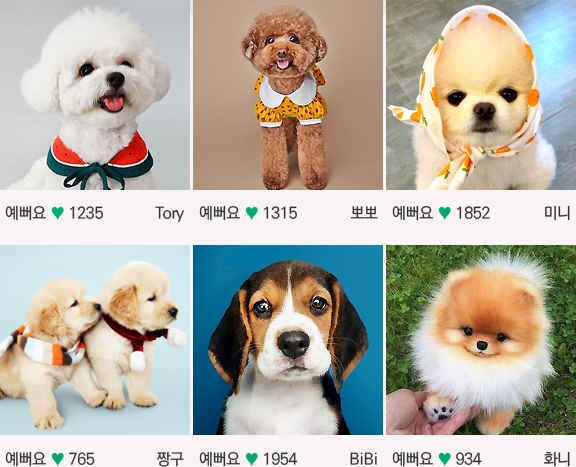 예뻐요 ♥ 1235 Tory
예뻐요 ♥ 1315 뽀뽀
예뻐요 ♥ 1852 미니
예뻐요 ♥ 765 짱구
예뻐요 ♥ 1954 BiBi
예뻐요 ♥ 934 화니